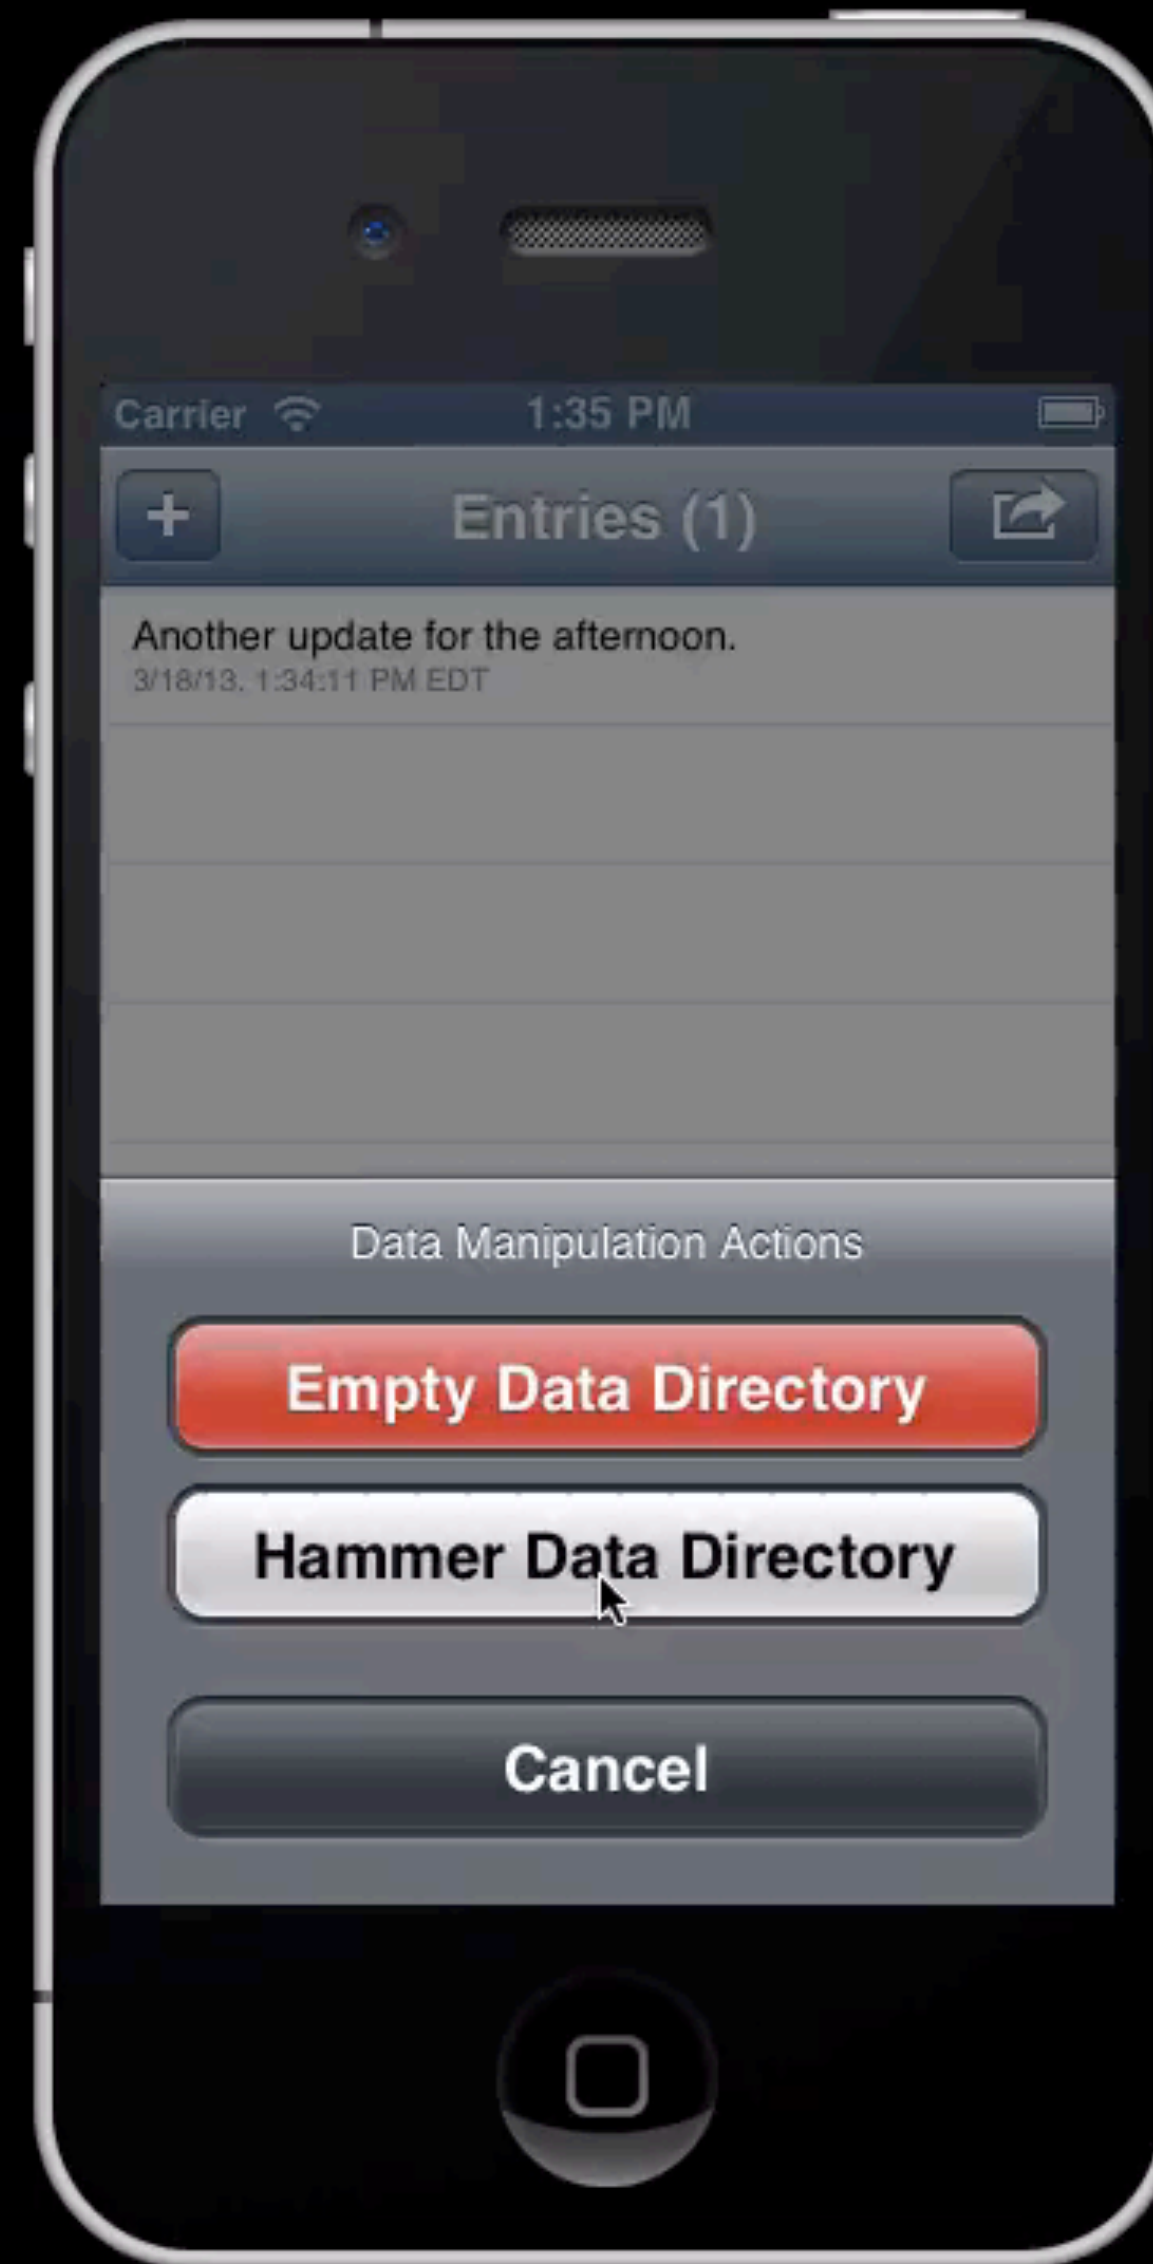 Carrier 1:35 PM
+ Entries (1)
Another update for the afternoon.
3/18/13, 1:34:11 PM EDT
Data Manipulation Actions
Empty Data Directory
Hammer Data Directory
Cancel